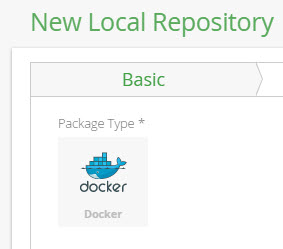 New Local Repository
Basic
Package Type *
docker
Docker